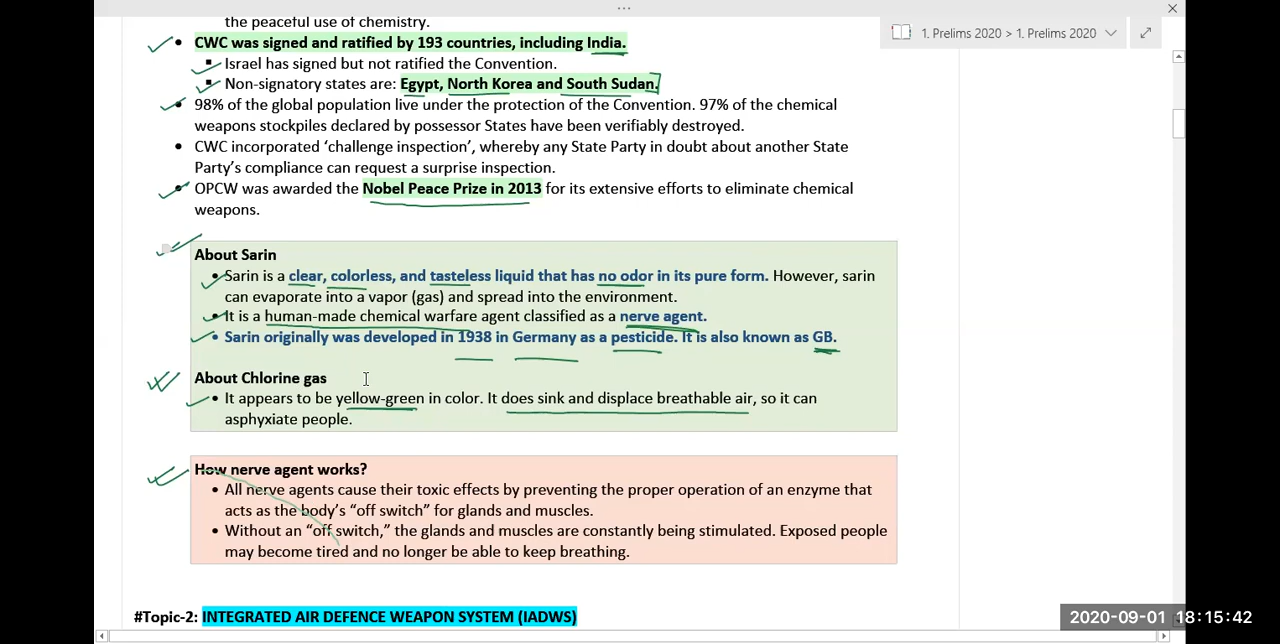 the peaceful use of chemistry.
1. Prelims 2020 > 1. Prelims 2020
• CWC was signed and ratified by 193 countries, including India.
▪ Israel has signed but not ratified the Convention.
▪ Non-signatory states are: Egypt, North Korea and South Sudan.
• 98% of the global population live under the protection of the Convention. 97% of the chemical
weapons stockpiles declared by possessor States have been verifiably destroyed.
• CWC incorporated ‘challenge inspection’, whereby any State Party in doubt about another State
Party’s compliance can request a surprise inspection.
• OPCW was awarded the Nobel Peace Prize in 2013 for its extensive efforts to eliminate chemical
weapons.
About Sarin
• Sarin is a clear, colorless, and tasteless liquid that has no odor in its pure form. However, sarin
can evaporate into a vapor (gas) and spread into the environment.
• It is a human-made chemical warfare agent classified as a nerve agent.
• Sarin originally was developed in 1938 in Germany as a pesticide. It is also known as GB.
About Chlorine gas
• It appears to be yellow-green in color. It does sink and displace breathable air, so it can
asphyxiate people.
How nerve agent works?
• All nerve agents cause their toxic effects by preventing the proper operation of an enzyme that
acts as the body’s “off switch” for glands and muscles.
• Without an “off switch,” the glands and muscles are constantly being stimulated. Exposed people
may become tired and no longer be able to keep breathing.
#Topic-2: INTEGRATED AIR DEFENCE WEAPON SYSTEM (IADWS)
2020-09-01 18:15:42